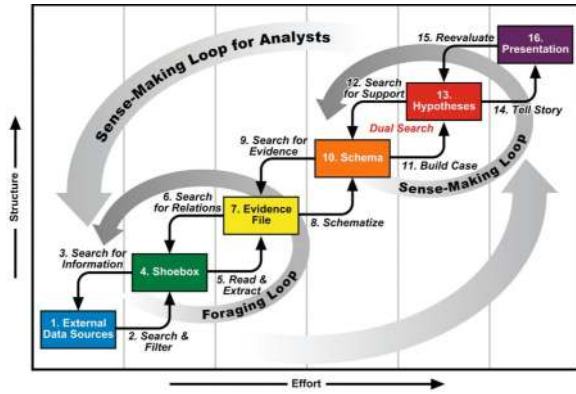 Sense-Making Loop for Analysts
15. Reevaluate
16.
Presentation
12. Search
for Support
13.
Hypotheses
14. Tell Story
Dual Search
9. Search for
Evidence
10. Schema
11. Build Case
Sense-Making Loop
6. Search
for Relations
7. Evidence
File
8. Schematize
3. Search for
Information
4. Shoebox
5. Read &
Extract
Foraging Loop
1. External
Data Sources
2. Search &
Filter
Structure
Effort